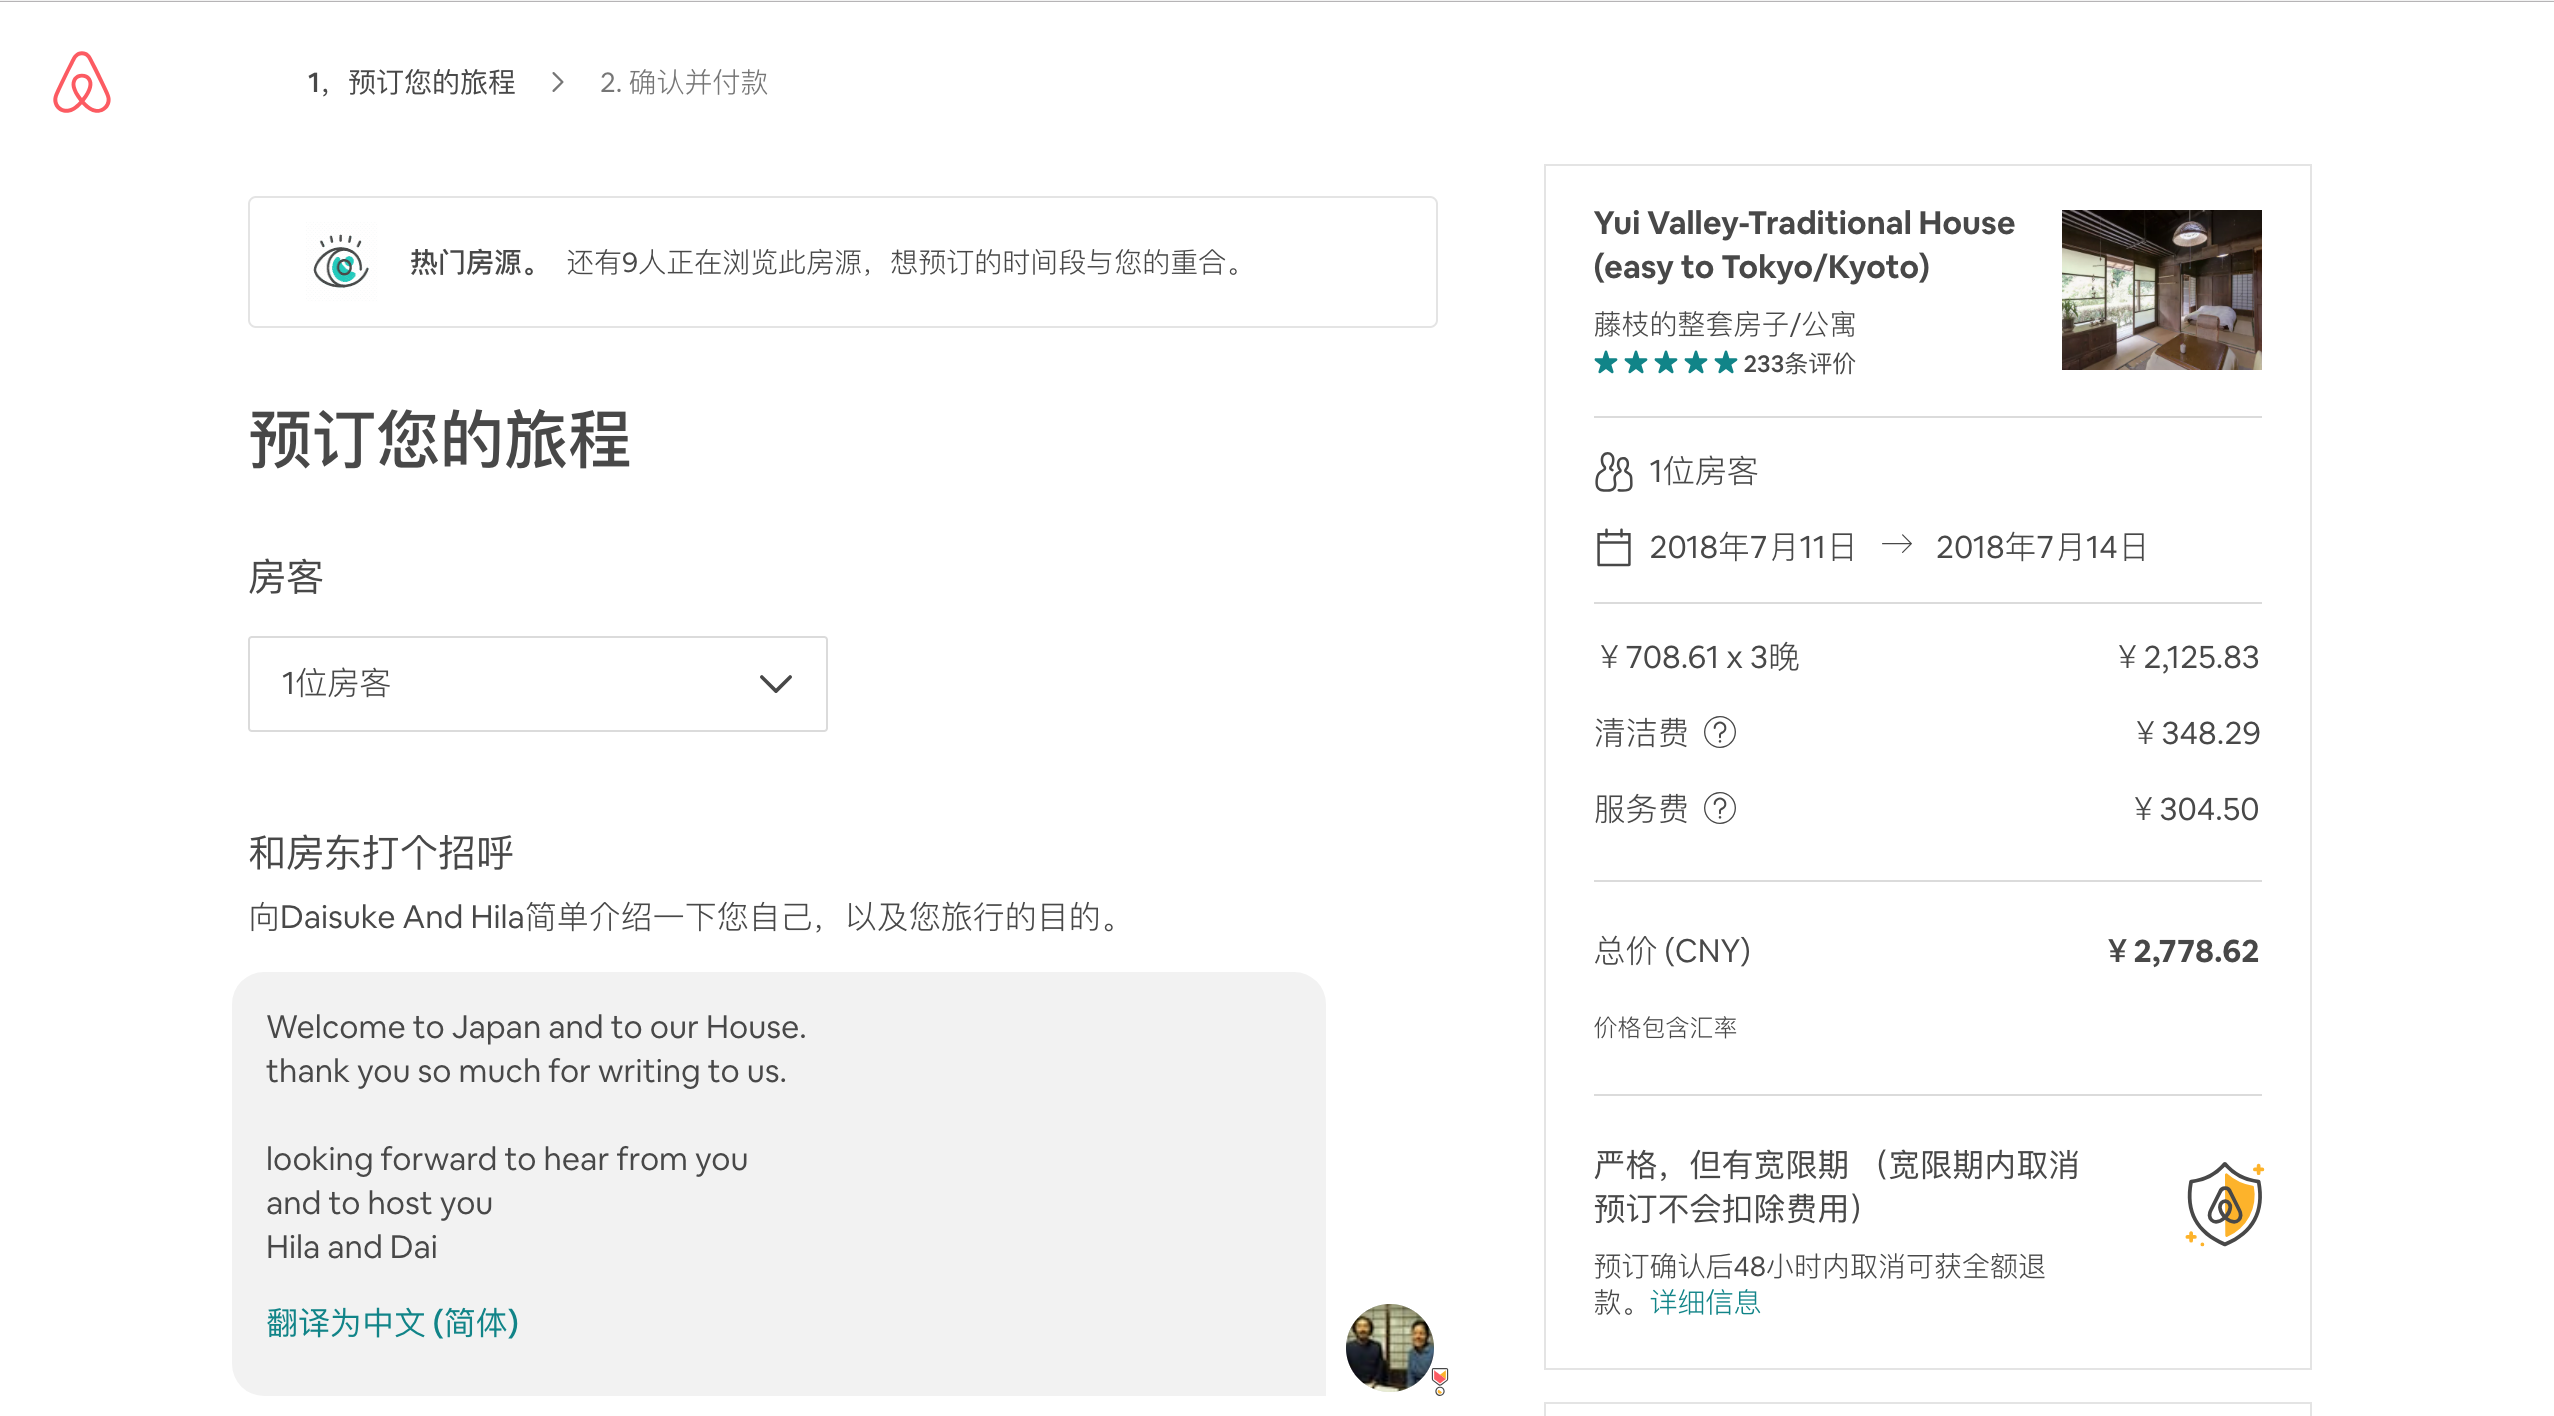 1，预订您的旅程
2. 确认并付款
热门房源。 还有9人正在浏览此房源，想预订的时间段与您的重合。
预订您的旅程
房客
1位房客
和房东打个招呼
向Daisuke And Hila简单介绍一下您自己，以及您旅行的目的。
Welcome to Japan and to our House.
thank you so much for writing to us.
looking forward to hear from you
and to host you
Hila and Dai
翻译为中文 (简体)
Yui Valley-Traditional House
(easy to Tokyo/Kyoto)
藤枝的整套房子/公寓
233条评价
1位房客
2018年7月11日 → 2018年7月14日
￥708.61 x 3晚 ￥2,125.83
清洁费 ? ￥348.29
服务费 ? ￥304.50
总价 (CNY) ￥2,778.62
价格包含汇率
严格，但有宽限期 （宽限期内取消
预订不会扣除费用）
预订确认后48小时内取消可获全额退
款。详细信息